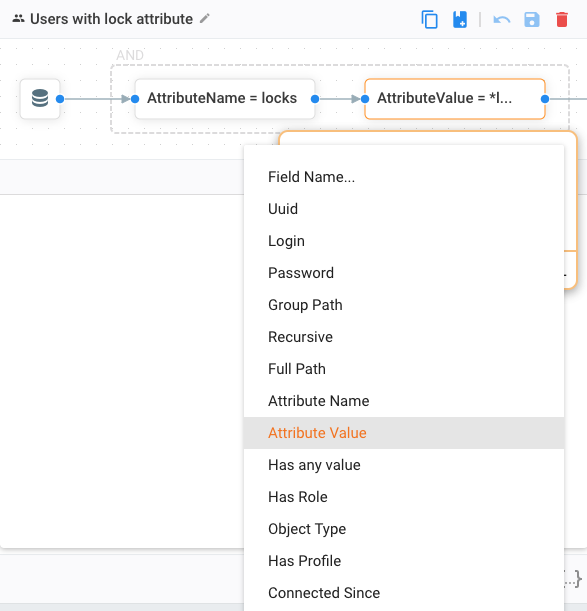 Users with lock attribute
AND
AttributeName = locks
AttributeValue = *l...
Field Name...
Uuid
Login
Password
Group Path
Recursive
Full Path
Attribute Name
Attribute Value
Has any value
Has Role
Object Type
Has Profile
Connected Since